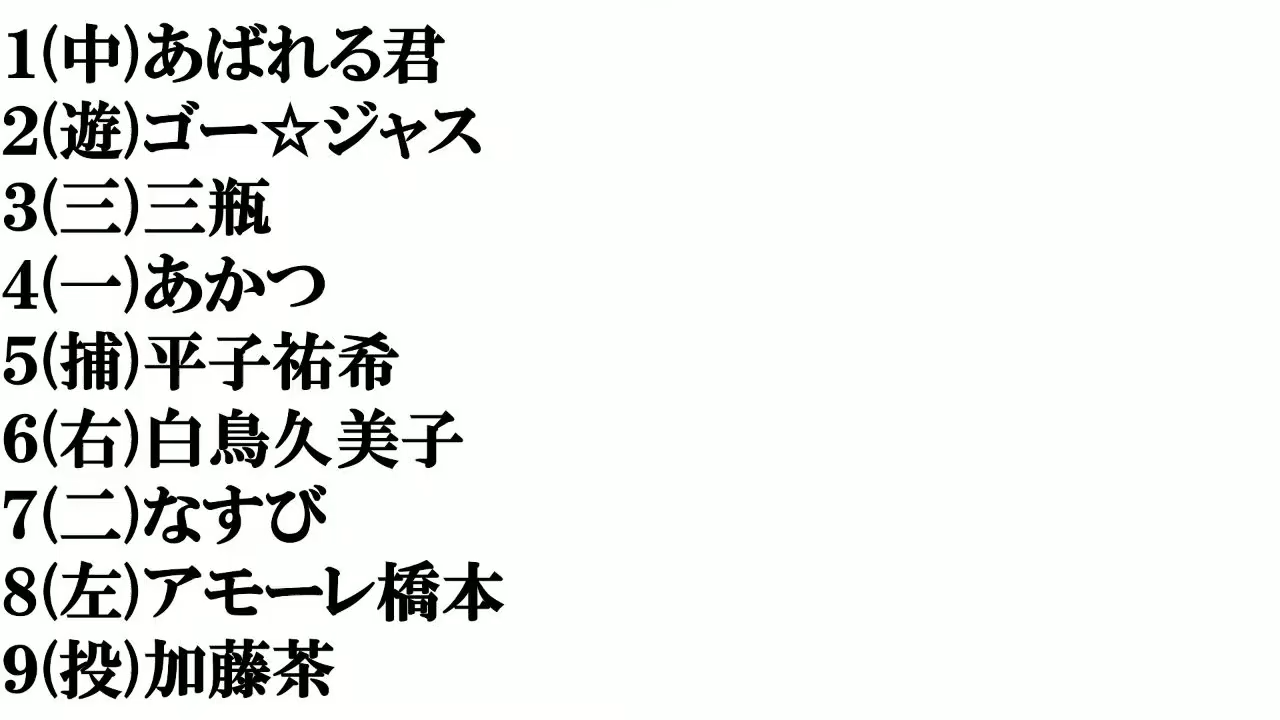 1(中)あばれる君
2(遊)ゴー☆ジャス
3(三)三瓶
4(一)あかつ
5(捕)平子祐希
6(右)白鳥久美子
7(二)なすび
8(左)アモーレ橋本
9(投)加藤茶